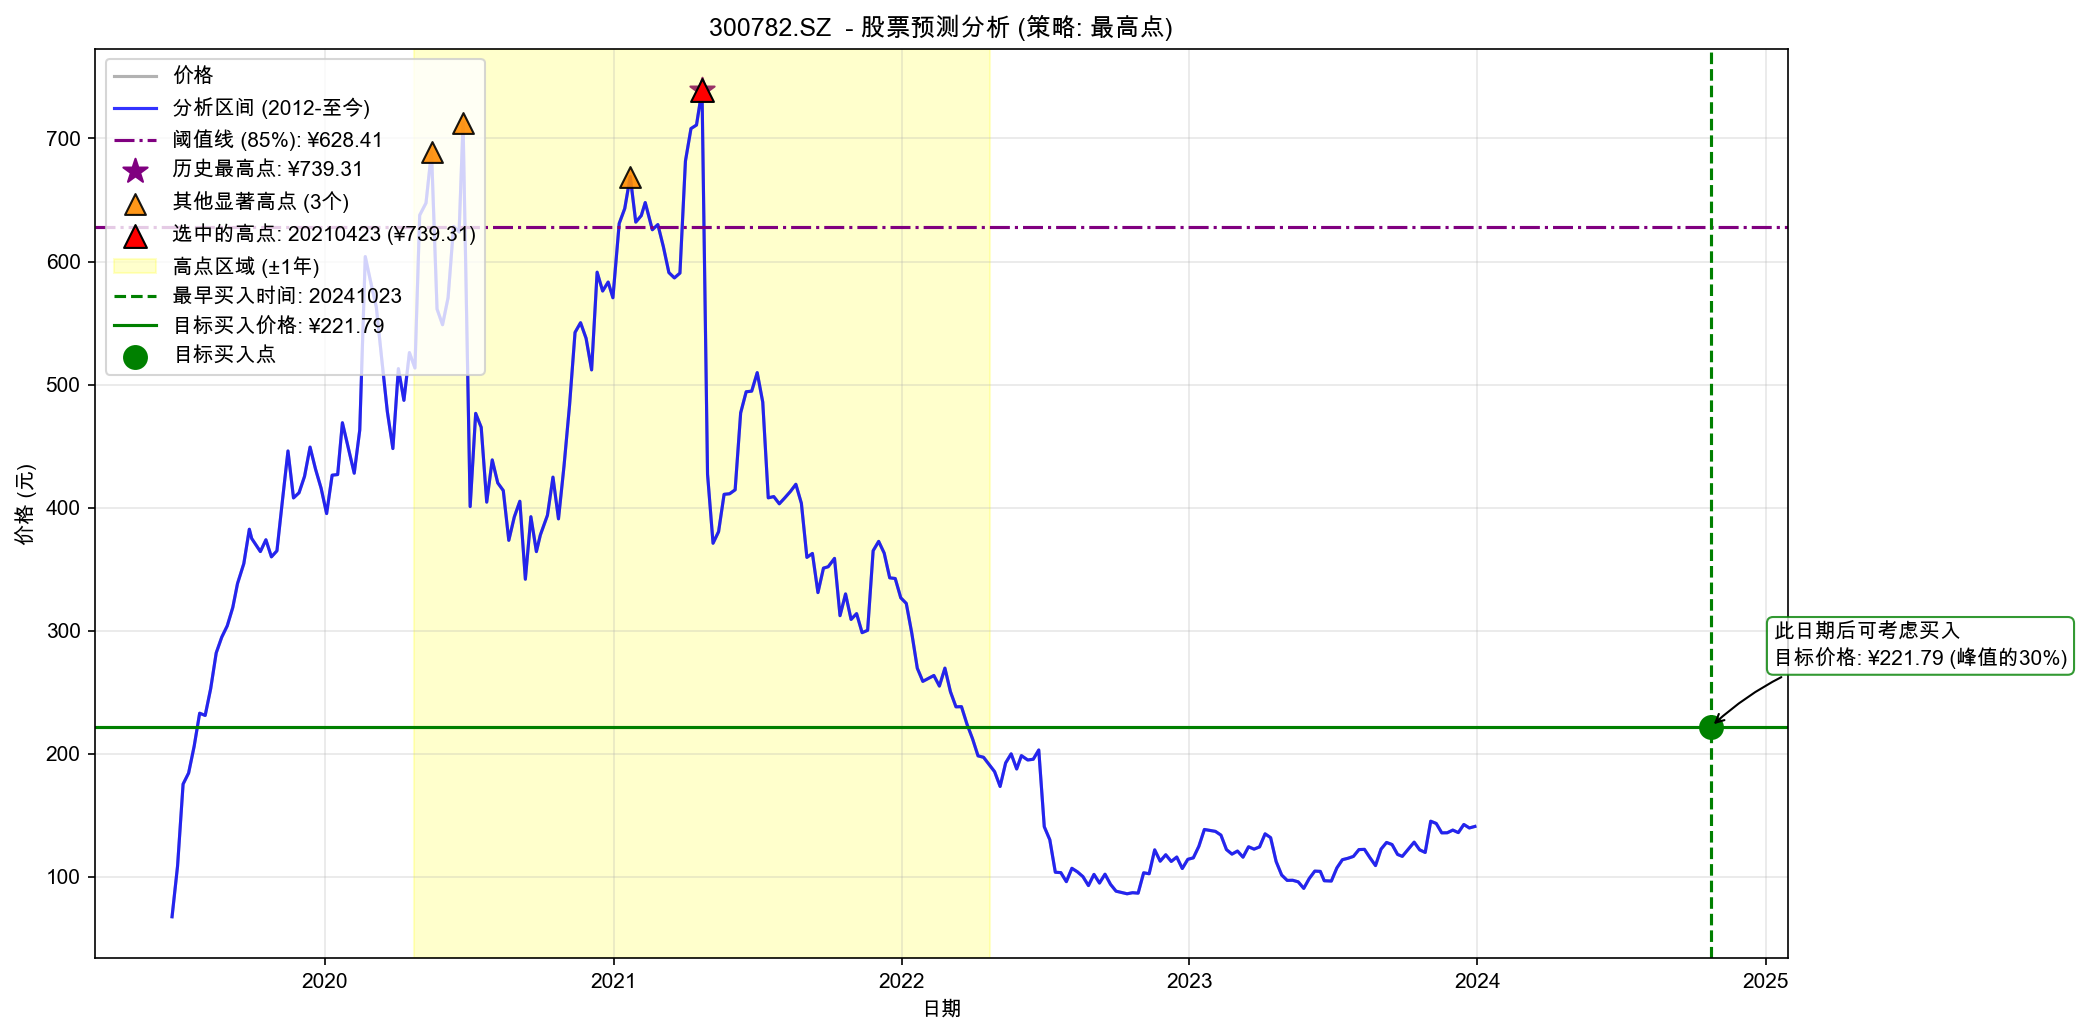 300782.SZ  - 股票预测分析 (策略: 最高点)
价格
分析区间 (2012-至今)
阈值线 (85%): ¥628.41
历史最高点: ¥739.31
其他显著高点 (3个)
选中的高点: 20210423 (¥739.31)
高点区域 (±1年)
最早买入时间: 20241023
目标买入价格: ¥221.79
目标买入点
700
600
500
400
300
200
100
价格 (元)
此日期后可考虑买入
目标价格: ¥221.79 (峰值的30%)
2020
2021
2022
2023
2024
2025
日期